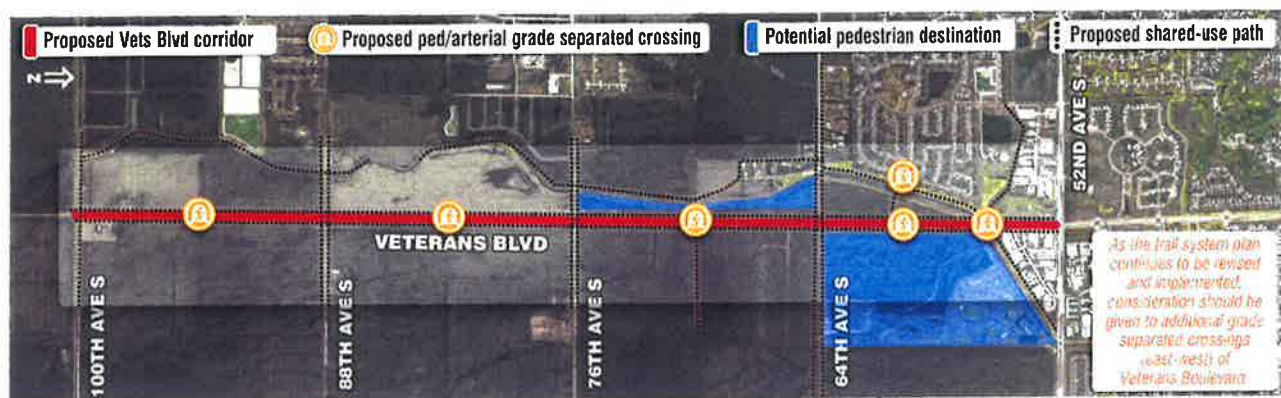 Proposed Vets Blvd corridor
Proposed ped/arterial grade separated crossing
Potential pedestrian destination
Proposed shared-use path
N
VETERANS BLVD
100TH AVE S
88TH AVE S
76TH AVE S
64TH AVE S
52ND AVE S
As the trail system plan
continues to be revised
and implemented,
consideration should be
given to additional grade
separated crossings
(east-west) of
Veterans Boulevard